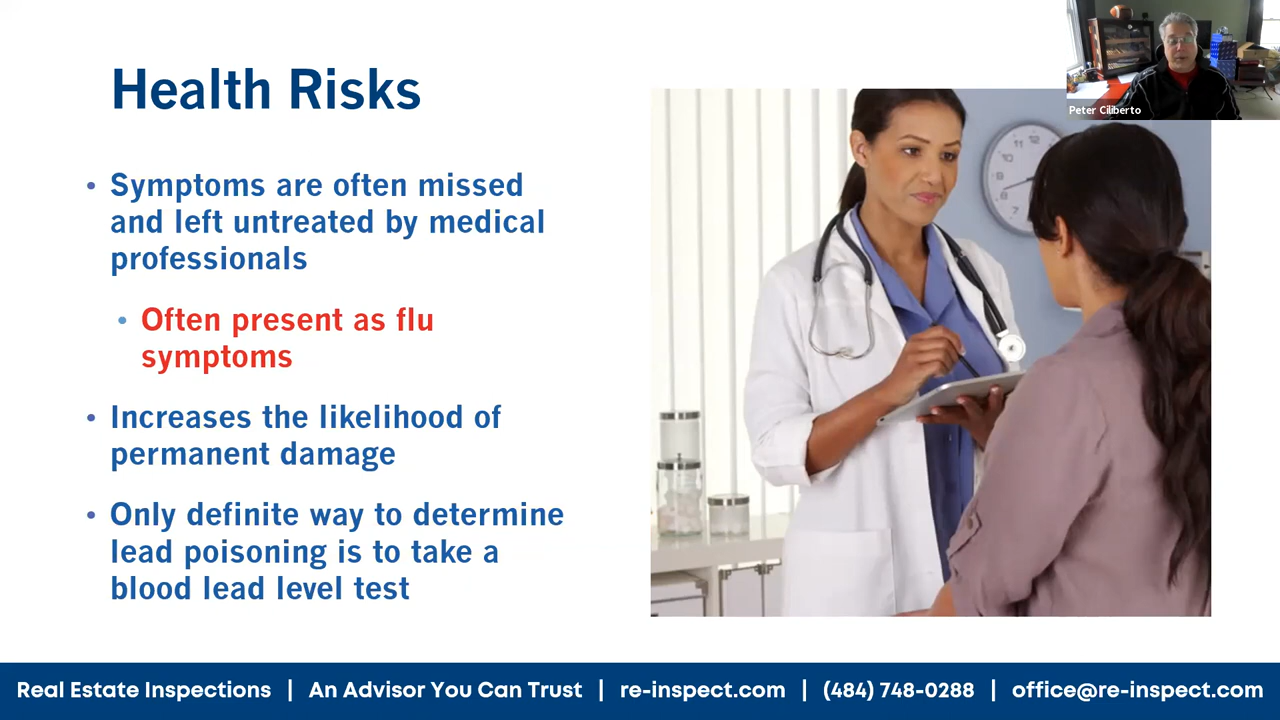 Health Risks
• Symptoms are often missed
and left untreated by medical
professionals
• Often present as flu
symptoms
• Increases the likelihood of
permanent damage
• Only definite way to determine
lead poisoning is to take a
blood lead level test
Peter Ciliberto
Real Estate Inspections | An Advisor You Can Trust | re-inspect.com | (484) 748-0288 | office@re-inspect.com